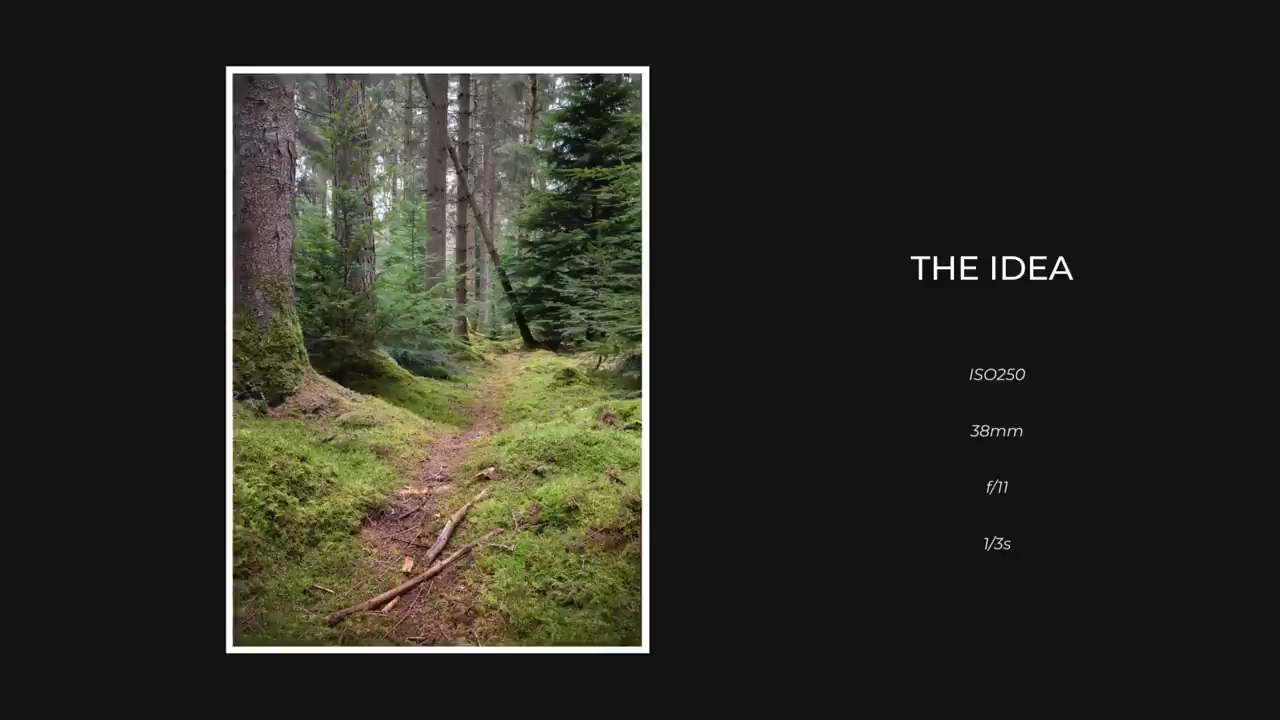 THE IDEA
ISO250
38mm
f/11
1/3s